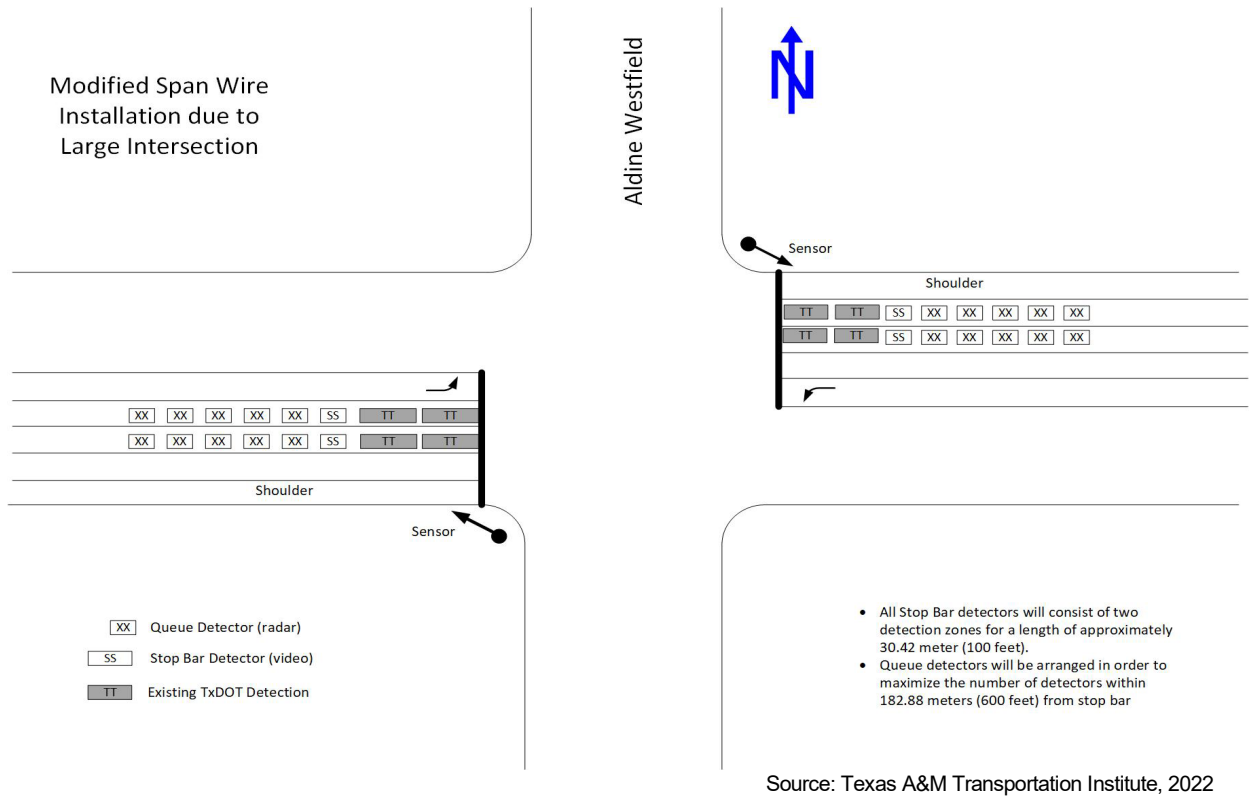 Modified Span Wire
Installation due to
Large Intersection
Aldine Westfield
N
Sensor
Shoulder
TT TT SS XX XX XX XX XX
TT TT SS XX XX XX XX XX
XX XX XX XX XX SS TT TT
XX XX XX XX XX SS TT TT
Shoulder
Sensor
XX Queue Detector (radar)
SS Stop Bar Detector (video)
TT Existing TxDOT Detection
• All Stop Bar detectors will consist of two
detection zones for a length of approximately
30.42 meter (100 feet).
• Queue detectors will be arranged in order to
maximize the number of detectors within
182.88 meters (600 feet) from stop bar
Source: Texas A&M Transportation Institute, 2022